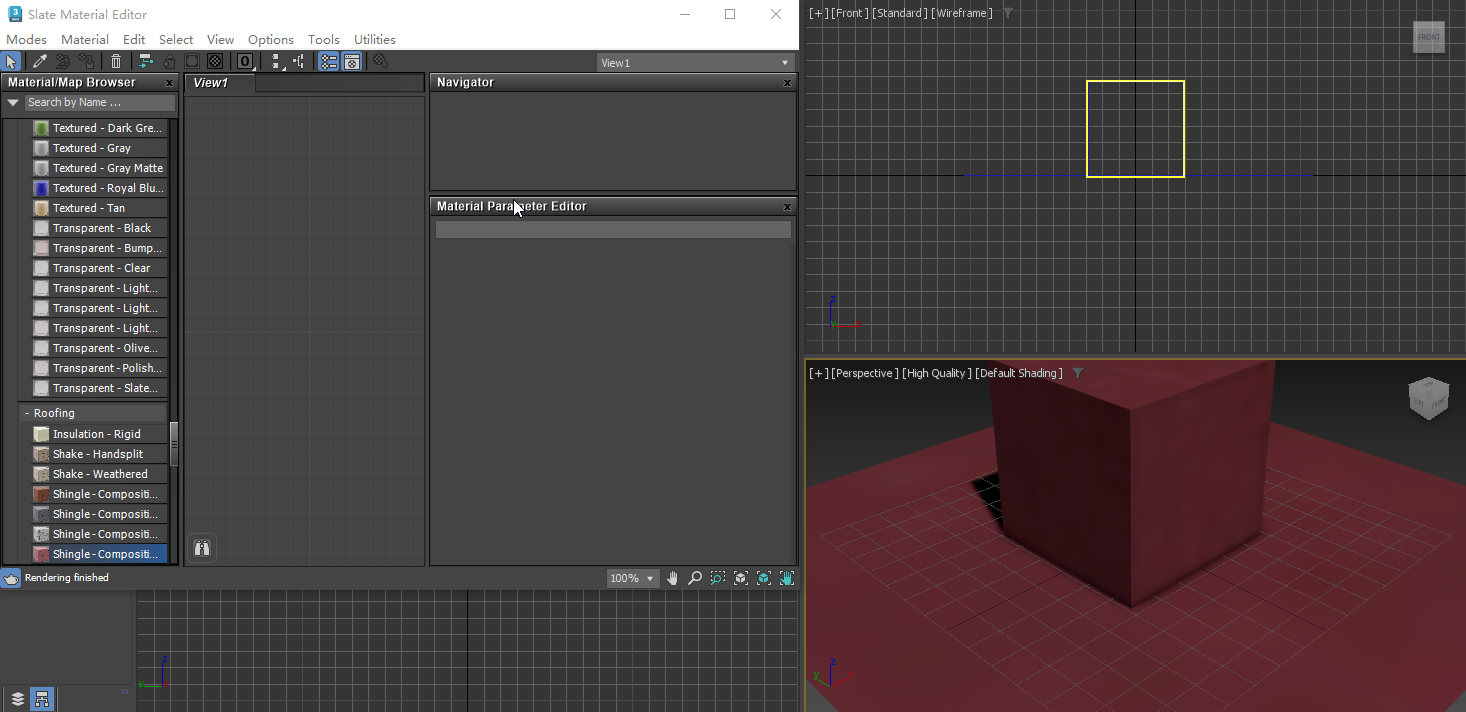 Slate Material Editor
Modes Material Edit Select View Options Tools Utilities
View1
Material/Map Browser x
Search by Name ...
Textured - Dark Gre...
Textured - Gray
Textured - Gray Matte
Textured - Royal Blu...
Textured - Tan
Transparent - Black
Transparent - Bump...
Transparent - Clear
Transparent - Light...
Transparent - Light...
Transparent - Light...
Transparent - Olive...
Transparent - Polish...
Transparent - Slate...
- Roofing
Insulation - Rigid
Shake - Handsplit
Shake - Weathered
Shingle - Compositi...
Shingle - Compositi...
Shingle - Compositi...
Shingle - Compositi...
View1
Navigator x
Material Parameter Editor x
Rendering finished
100%
[+] [Front] [Standard] [Wireframe]
FRONT
z
[+] [Perspective] [High Quality] [Default Shading]
FRONT
z
y
z
y